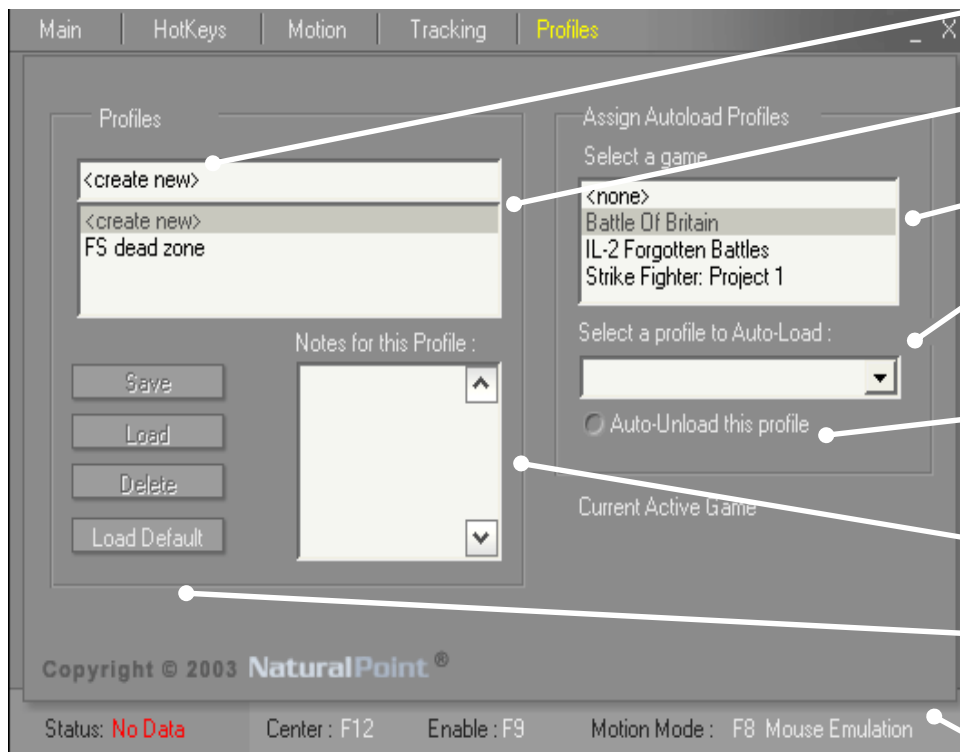 Main HotKeys Motion Tracking Profiles
Profiles
<create new>
<create new>
FS dead zone
Notes for this Profile :
Save
Load
Delete
Load Default
Assign Autoload Profiles
Select a game
<none>
Battle Of Britain
IL-2 Forgotten Battles
Strike Fighter: Project 1
Select a profile to Auto-Load :
Auto-Unload this profile
Current Active Game
Copyright © 2003 NaturalPoint ®
Status: No Data Center : F12 Enable : F9 Motion Mode : F8 Mouse Emulation